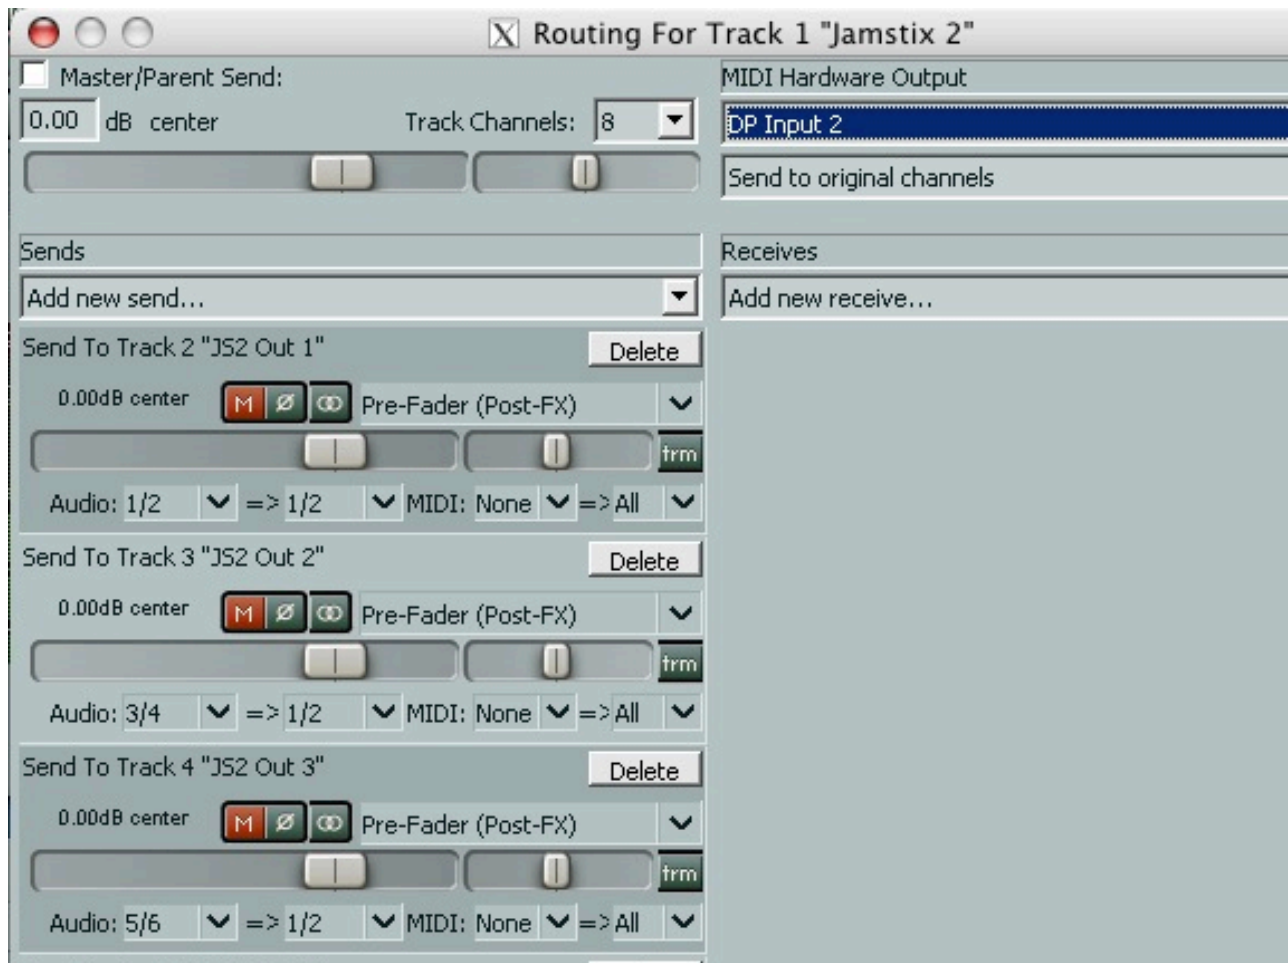 Routing For Track 1 "Jamstix 2"
Master/Parent Send:
0.00 dB center Track Channels: 8
MIDI Hardware Output
DP Input 2
Send to original channels
Sends
Add new send...
Receives
Add new receive...
Send To Track 2 "JS2 Out 1" Delete
0.00dB center M Ø Pre-Fader (Post-FX)
trm
Audio: 1/2 => 1/2 MIDI: None => All
Send To Track 3 "JS2 Out 2" Delete
0.00dB center M Ø Pre-Fader (Post-FX)
trm
Audio: 3/4 => 1/2 MIDI: None => All
Send To Track 4 "JS2 Out 3" Delete
0.00dB center M Ø Pre-Fader (Post-FX)
trm
Audio: 5/6 => 1/2 MIDI: None => All